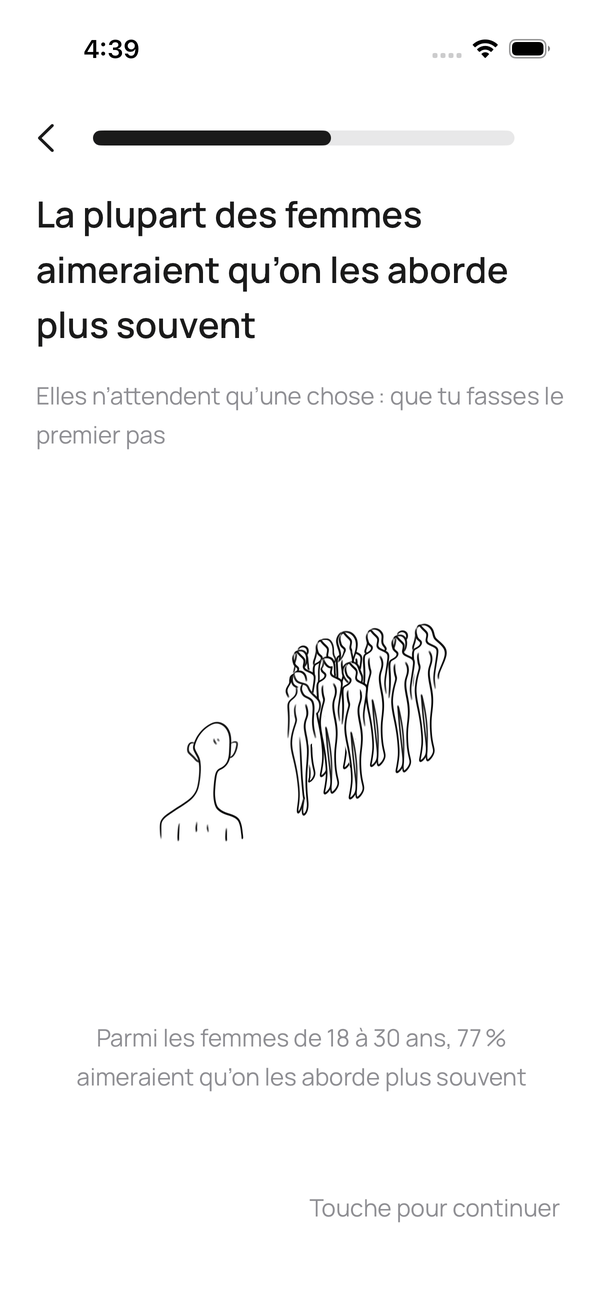 4:39
La plupart des femmes
aimeraient qu’on les aborde
plus souvent
Elles n’attendent qu’une chose : que tu fasses le
premier pas
Parmi les femmes de 18 à 30 ans, 77 %
aimeraient qu’on les aborde plus souvent
Touche pour continuer